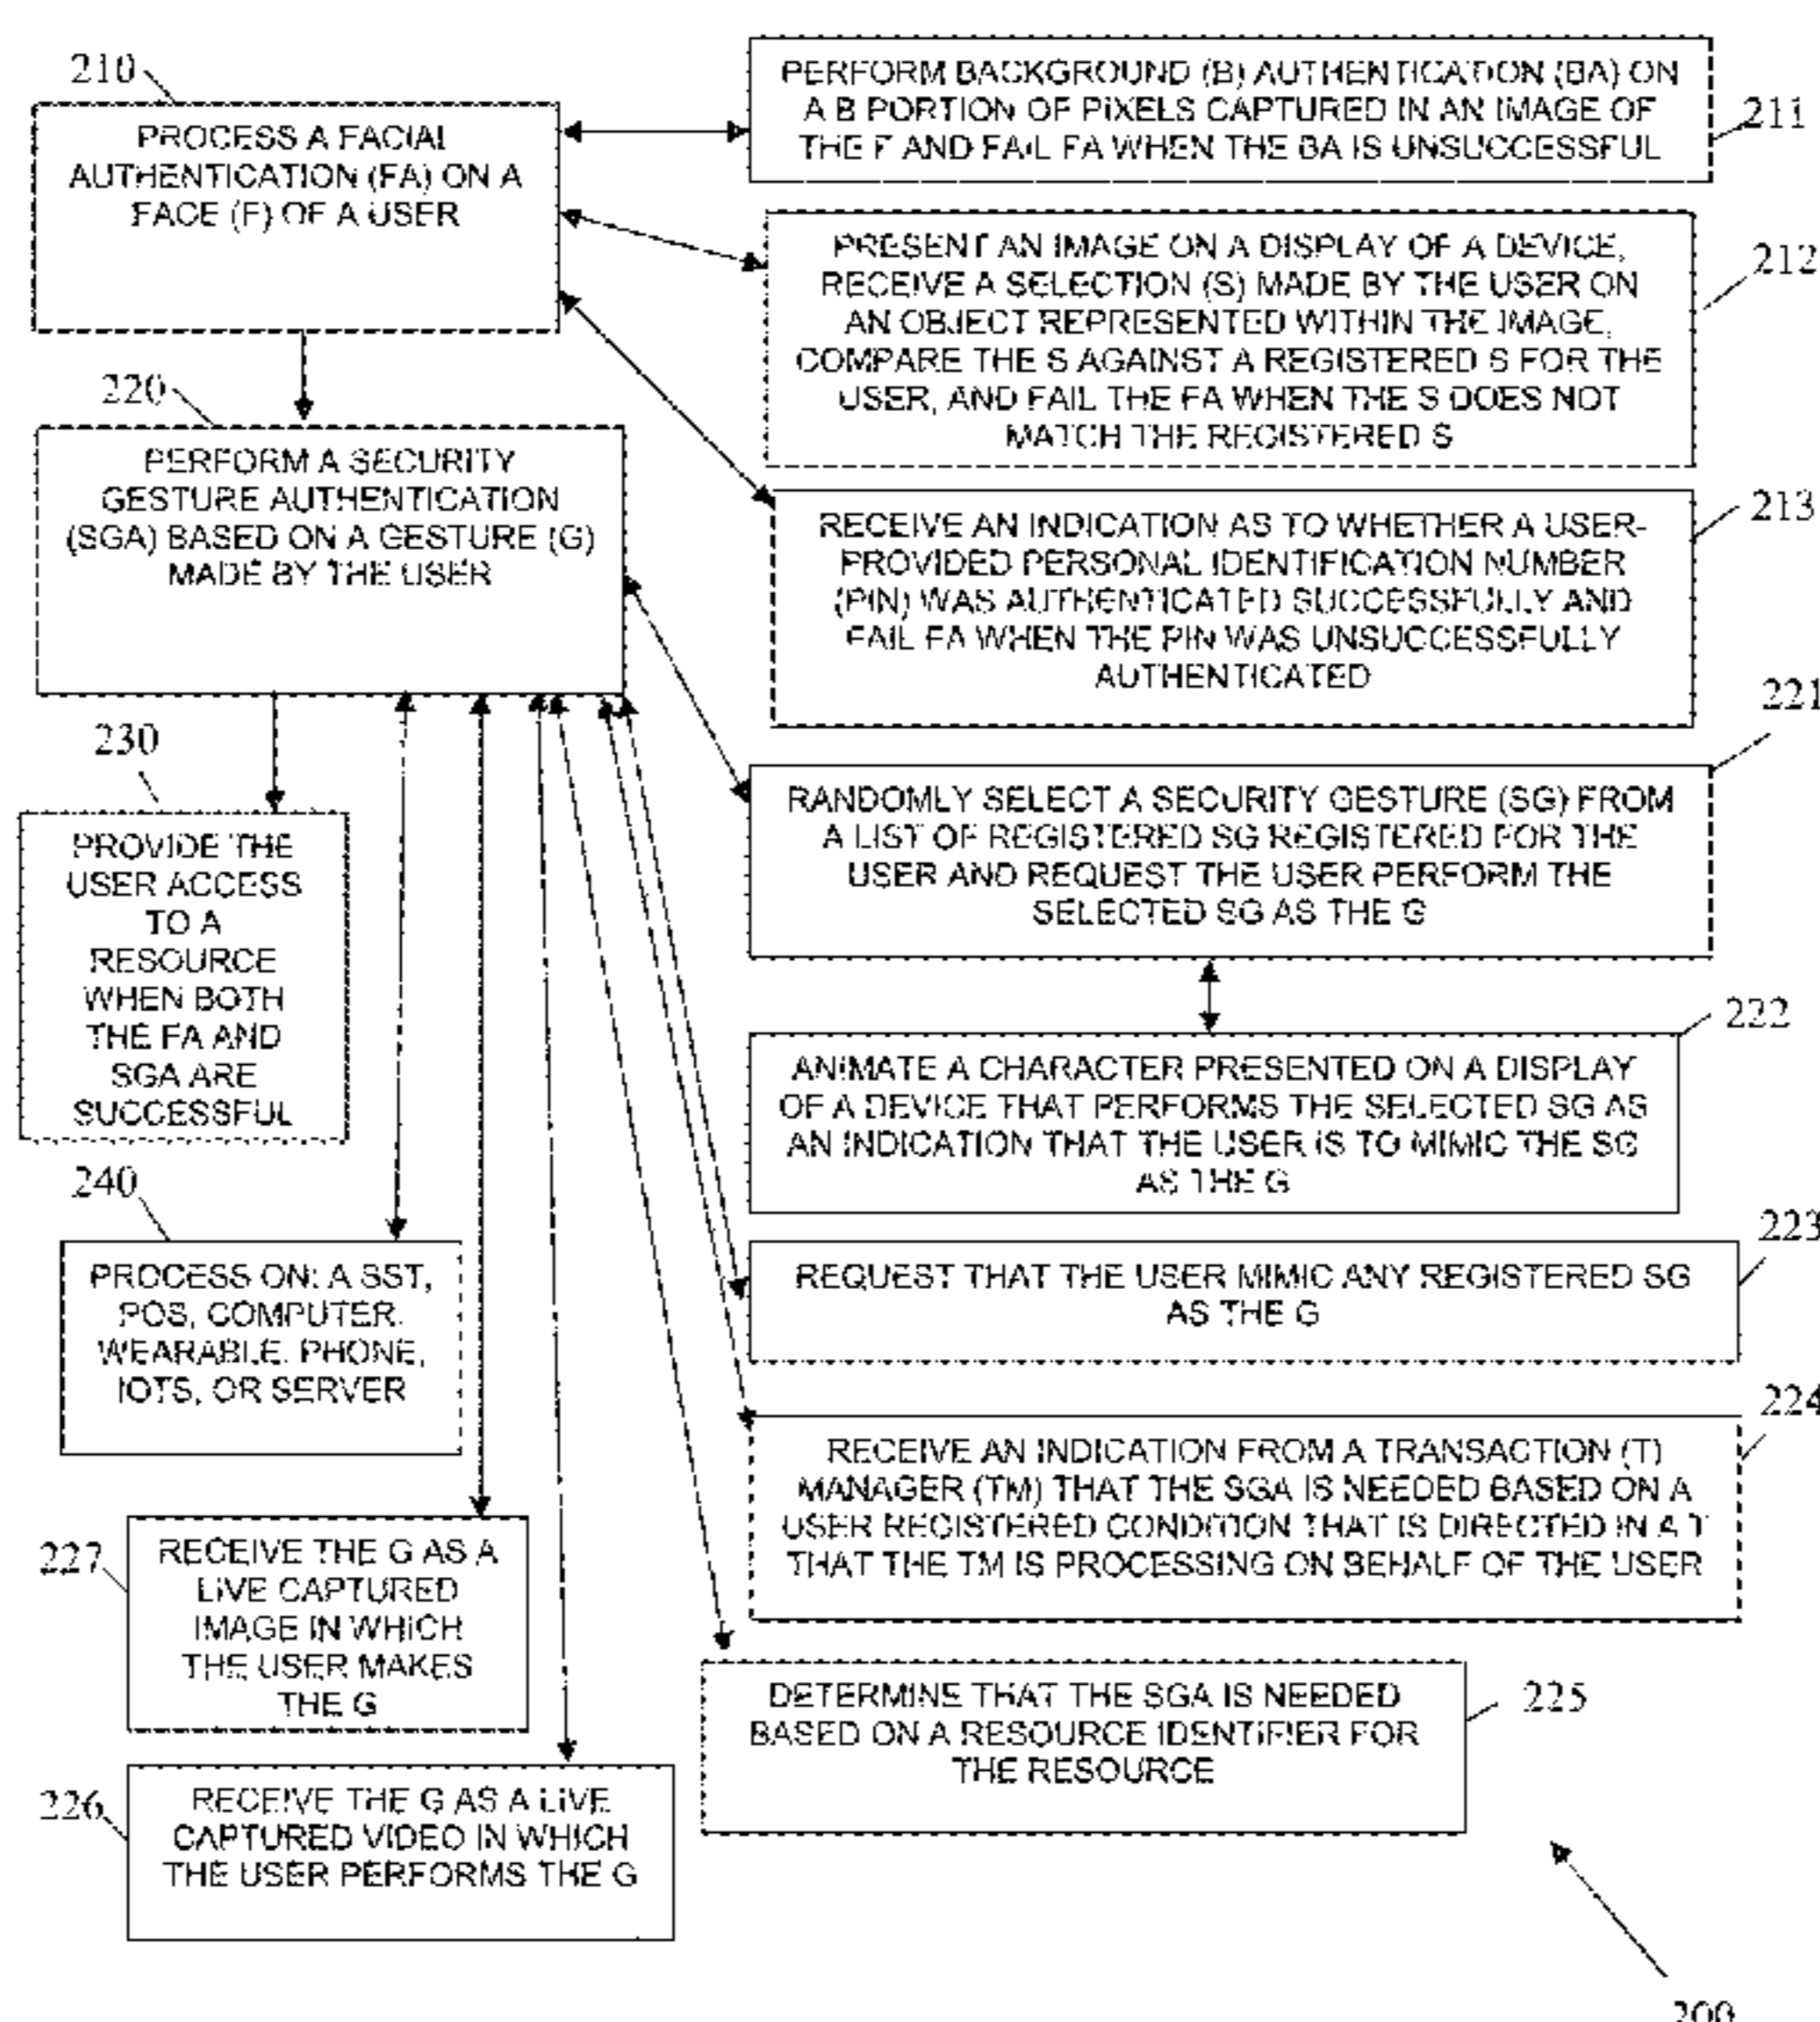 210
PROCESS A FACIAL
AUTHENTICATION (FA) ON A
FACE (F) OF A USER
PERFORM BACKGROUND (B) AUTHENTICATION (BA) ON
A B PORTION OF PIXELS CAPTURED IN AN IMAGE OF
THE F AND FAIL FA WHEN THE BA IS UNSUCCESSFUL
211
PRESENT AN IMAGE ON A DISPLAY OF A DEVICE,
RECEIVE A SELECTION (S) MADE BY THE USER ON
AN OBJECT REPRESENTED WITHIN THE IMAGE,
COMPARE THE S AGAINST A REGISTERED S FOR THE
USER, AND FAIL THE FA WHEN THE S DOES NOT
MATCH THE REGISTERED S
212
220
PERFORM A SECURITY
GESTURE AUTHENTICATION
(SGA) BASED ON A GESTURE (G)
MADE BY THE USER
RECEIVE AN INDICATION AS TO WHETHER A USER-
PROVIDED PERSONAL IDENTIFICATION NUMBER
(PIN) WAS AUTHENTICATED SUCCESSFULLY AND
FAIL FA WHEN THE PIN WAS UNSUCCESSFULLY
AUTHENTICATED
213
221
RANDOMLY SELECT A SECURITY GESTURE (SG) FROM
A LIST OF REGISTERED SG REGISTERED FOR THE
USER AND REQUEST THE USER PERFORM THE
SELECTED SG AS THE G
230
PROVIDE THE
USER ACCESS
TO A
RESOURCE
WHEN BOTH
THE FA AND
SGA ARE
SUCCESSFUL
222
ANIMATE A CHARACTER PRESENTED ON A DISPLAY
OF A DEVICE THAT PERFORMS THE SELECTED SG AS
AN INDICATION THAT THE USER IS TO MIMIC THE SG
AS THE G
240
PROCESS ON: A SST,
POS, COMPUTER,
WEARABLE, PHONE,
IOTS, OR SERVER
223
REQUEST THAT THE USER MIMIC ANY REGISTERED SG
AS THE G
224
RECEIVE AN INDICATION FROM A TRANSACTION (T)
MANAGER (TM) THAT THE SGA IS NEEDED BASED ON A
USER REGISTERED CONDITION THAT IS DIRECTED IN A T
THAT THE TM IS PROCESSING ON BEHALF OF THE USER
227
RECEIVE THE G AS A
LIVE CAPTURED
IMAGE IN WHICH
THE USER MAKES
THE G
DETERMINE THAT THE SGA IS NEEDED
BASED ON A RESOURCE IDENTIFIER FOR
THE RESOURCE
225
226
RECEIVE THE G AS A LIVE
CAPTURED VIDEO IN WHICH
THE USER PERFORMS THE G
200